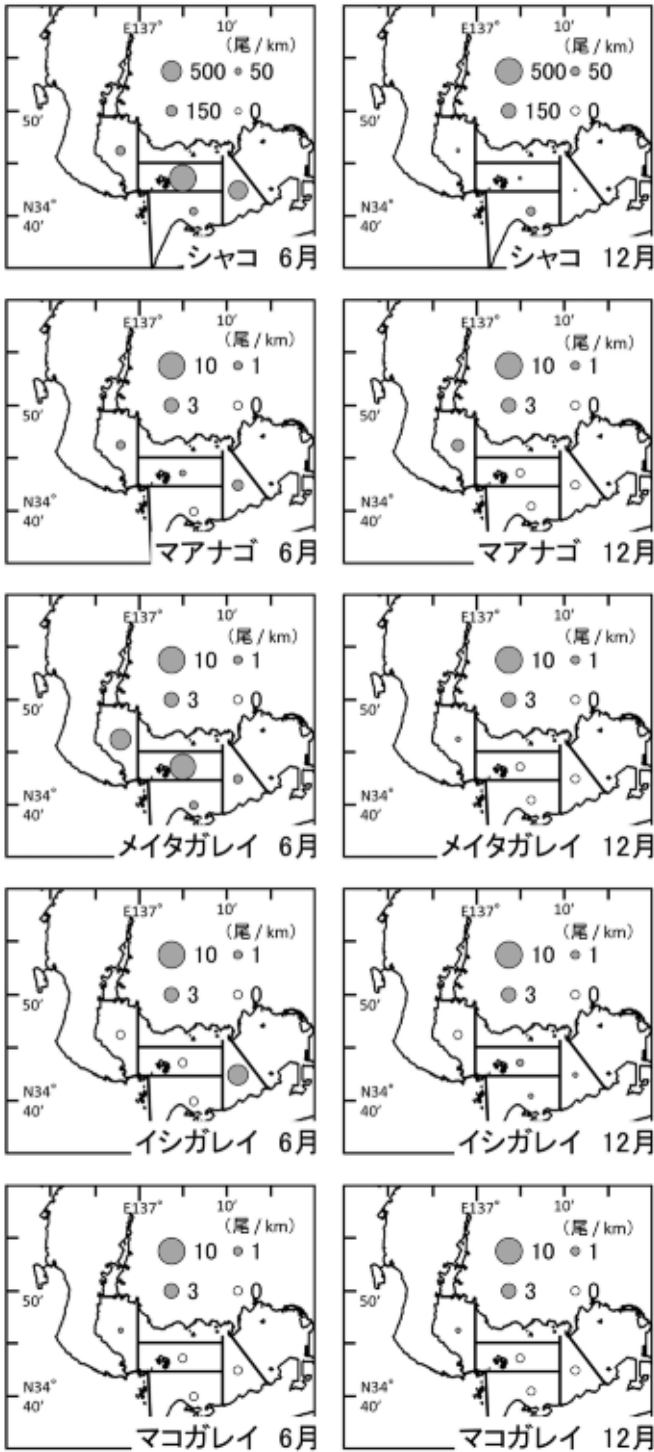 E137° 10′
(尾 / km)
500 50
150 0
50′
N34°
40′
シャコ 6月
E137° 10′
(尾 / km)
500 50
150 0
50′
N34°
40′
シャコ 12月
E137° 10′
(尾 / km)
10 1
3 0
50′
N34°
40′
マアナゴ 6月
E137° 10′
(尾 / km)
10 1
3 0
50′
N34°
40′
マアナゴ 12月
E137° 10′
(尾 / km)
10 1
3 0
50′
N34°
40′
メイタガレイ 6月
E137° 10′
(尾 / km)
10 1
3 0
50′
N34°
40′
メイタガレイ 12月
E137° 10′
(尾 / km)
10 1
3 0
50′
N34°
40′
イシガレイ 6月
E137° 10′
(尾 / km)
10 1
3 0
50′
N34°
40′
イシガレイ 12月
E137° 10′
(尾 / km)
10 1
3 0
50′
N34°
40′
マコガレイ 6月
E137° 10′
(尾 / km)
10 1
3 0
50′
N34°
40′
マコガレイ 12月